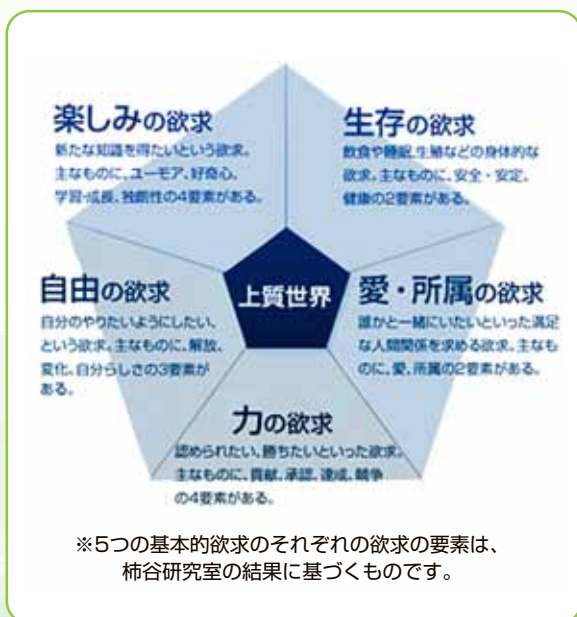 楽しみの欲求
新たな知識を得たいという欲求。
主なものに、ユーモア、好奇心、
学習・成長、独創性の4要素がある。
生存の欲求
飲食や睡眠、生殖などの身体的な
欲求。主なものに、安全・安定、
健康の2要素がある。
自由の欲求
自分のやりたいようにしたい、
という欲求。主なものに、解放、
変化、自分らしさの3要素が
ある。
上質世界
愛・所属の欲求
誰かと一緒にいたいといった満足
な人間関係を求める欲求。主なも
のに、愛、所属の2要素がある。
力の欲求
認められたい、勝ちたいといった欲求。
主なものに、貢献、承認、達成、競争
の4要素がある。
※5つの基本的欲求のそれぞれの欲求の要素は、
柿谷研究室の結果に基づくものです。